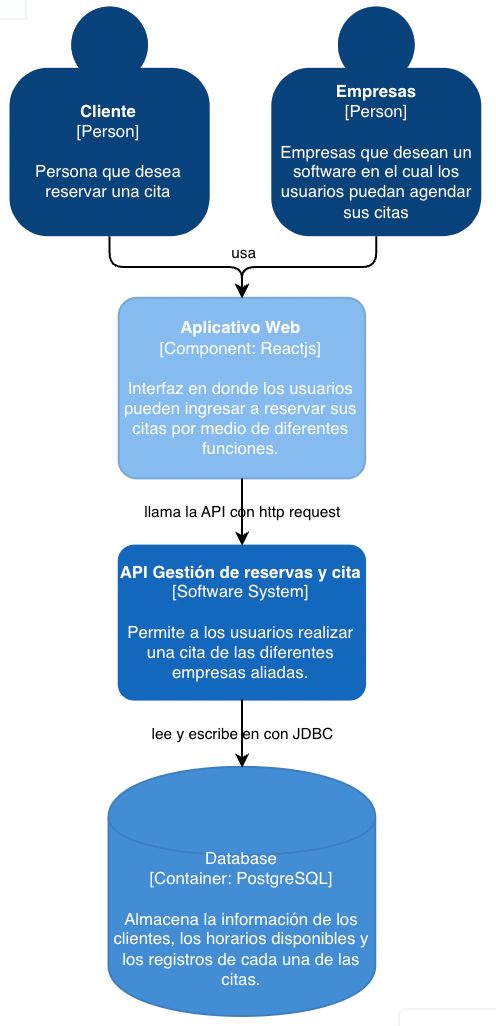 Cliente
[Person]
Persona que desea
reservar una cita
Empresas
[Person]
Empresas que desean un
software en el cual los
usuarios puedan agendar
sus citas
usa
Aplicativo Web
[Component: Reactjs]
Interfaz en donde los usuarios
pueden ingresar a reservar sus
citas por medio de diferentes
funciones.
llama la API con http request
API Gestión de reservas y cita
[Software System]
Permite a los usuarios realizar
una cita de las diferentes
empresas aliadas.
lee y escribe en con JDBC
Database
[Container: PostgreSQL]
Almacena la información de los
clientes, los horarios disponibles y
los registros de cada una de las
citas.